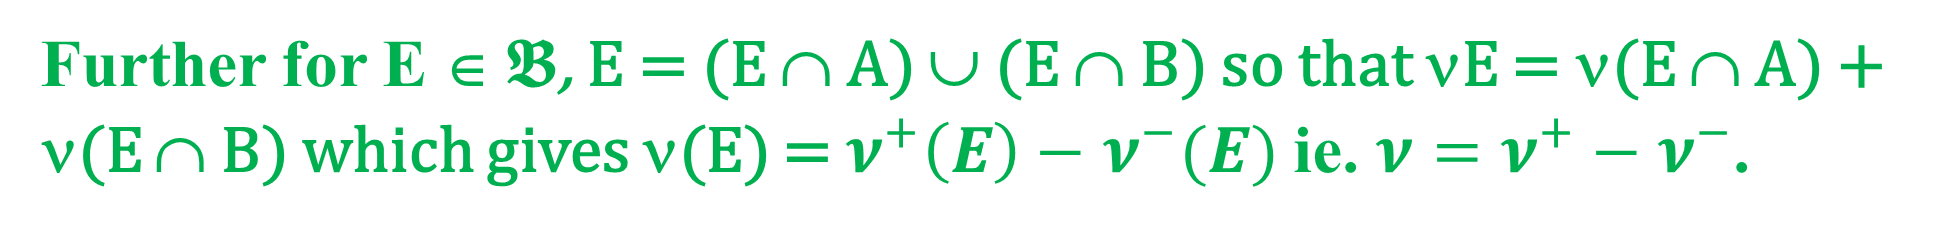 Further for E ∈ 𝔅, E = (E ∩ A) ∪ (E ∩ B) so that νE = ν(E ∩ A) +
ν(E ∩ B) which gives ν(E) = ν⁺(E) − ν⁻(E) ie. ν = ν⁺ − ν⁻.